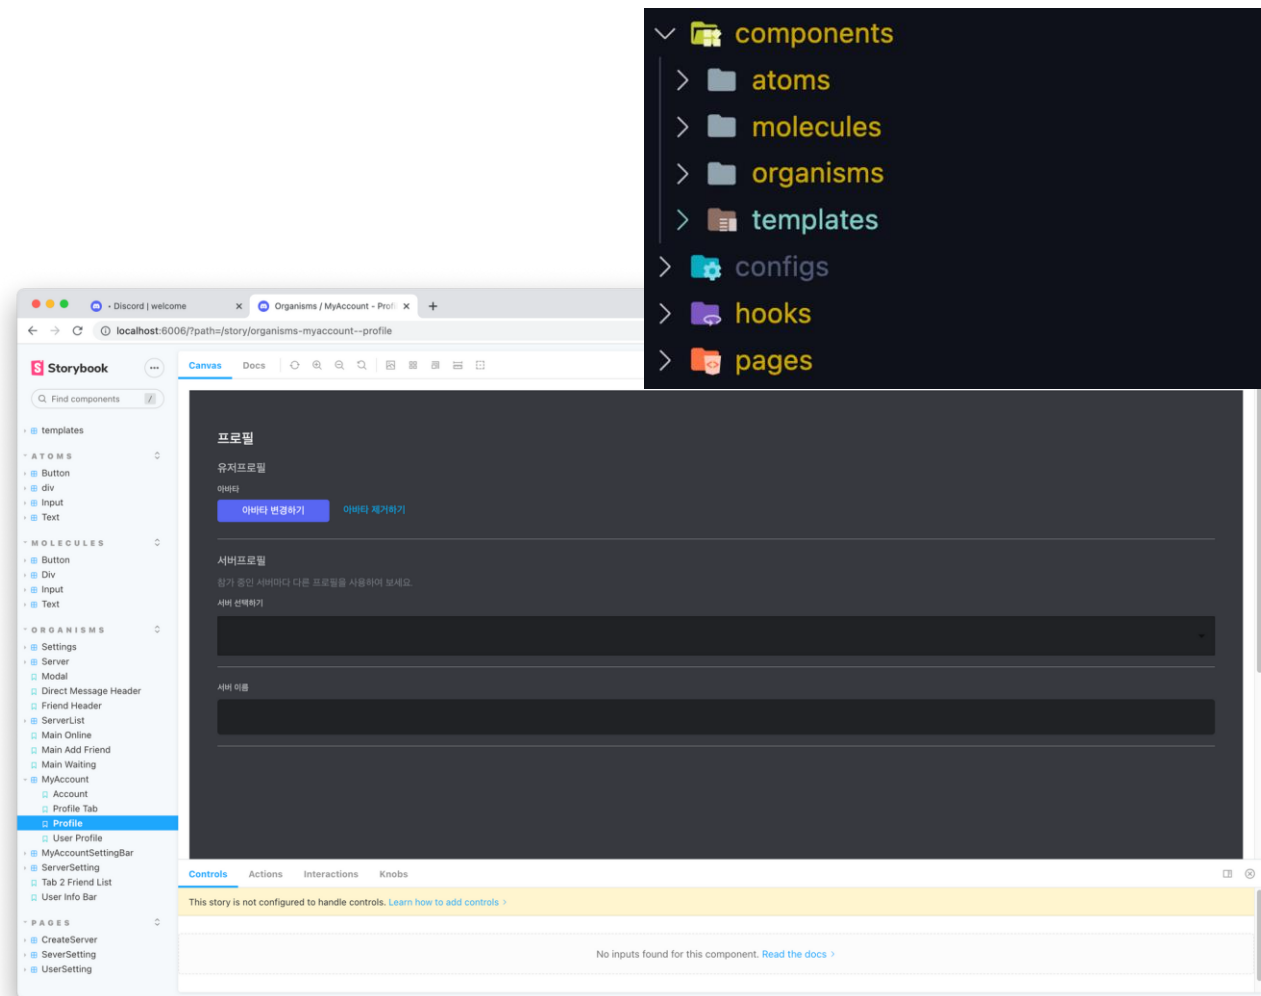 components
atoms
molecules
organisms
templates
configs
hooks
pages
- Discord | welcome
Organisms / MyAccount - Profi
localhost:6006/?path=/story/organisms-myaccount--profile
Storybook
Find components
/
templates
ATOMS
Button
div
Input
Text
MOLECULES
Button
Div
Input
Text
ORGANISMS
Settings
Server
Modal
Direct Message Header
Friend Header
ServerList
Main Online
Main Add Friend
Main Waiting
MyAccount
Account
Profile Tab
Profile
User Profile
MyAccountSettingBar
ServerSetting
Tab 2 Friend List
User Info Bar
PAGES
CreateServer
SeverSetting
UserSetting
Canvas Docs
프로필
유저프로필
아바타
아바타 변경하기 아바타 제거하기
서버프로필
참가 중인 서버마다 다른 프로필을 사용하여 보세요.
서버 선택하기
서버 이름
Controls Actions Interactions Knobs
This story is not configured to handle controls. Learn how to add controls
No inputs found for this component. Read the docs